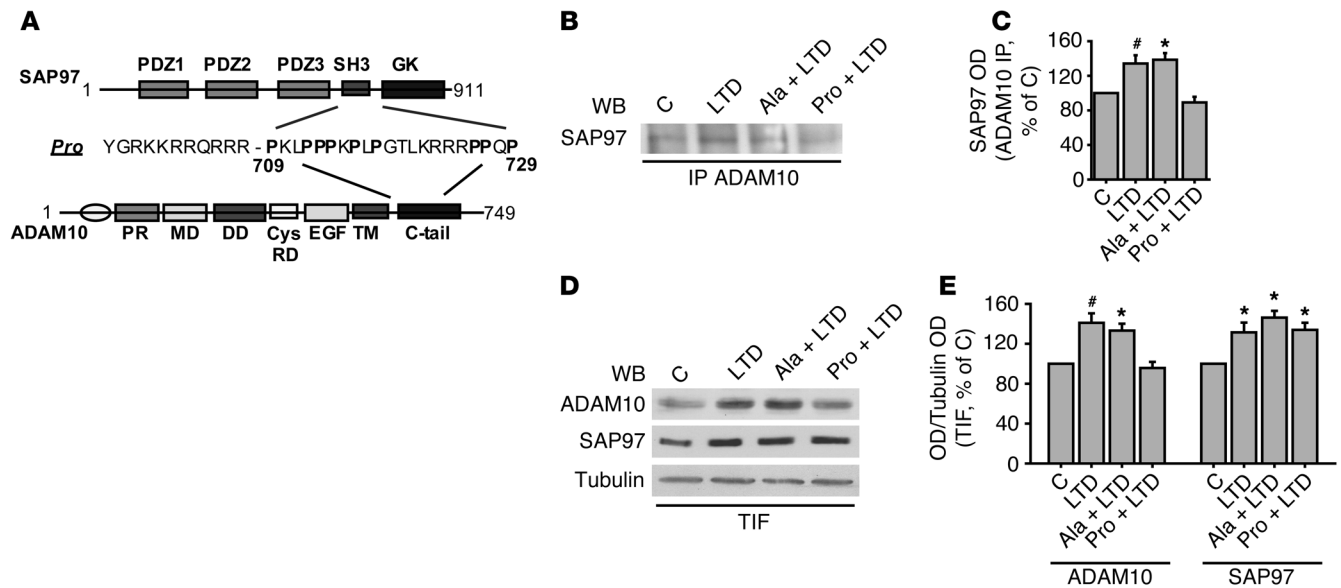 A
PDZ1 PDZ2 PDZ3 SH3 GK
SAP97 1 911
Pro YGRKKRRQRRR - PKLPPPKPLPGTLKRRRPPQP
709 729
1 749
ADAM10 PR MD DD Cys RD EGF TM C-tail
B
WB C LTD Ala + LTD Pro + LTD
SAP97
IP ADAM10
C
SAP97 OD
(ADAM10 IP,
% of C)
160
120
80
40
0
# *
C LTD Ala + LTD Pro + LTD
D
WB C LTD Ala + LTD Pro + LTD
ADAM10
SAP97
Tubulin
TIF
E
OD/Tubulin OD
(TIF, % of C)
160
120
80
40
0
# * * * *
C LTD Ala + LTD Pro + LTD C LTD Ala + LTD Pro + LTD
ADAM10 SAP97